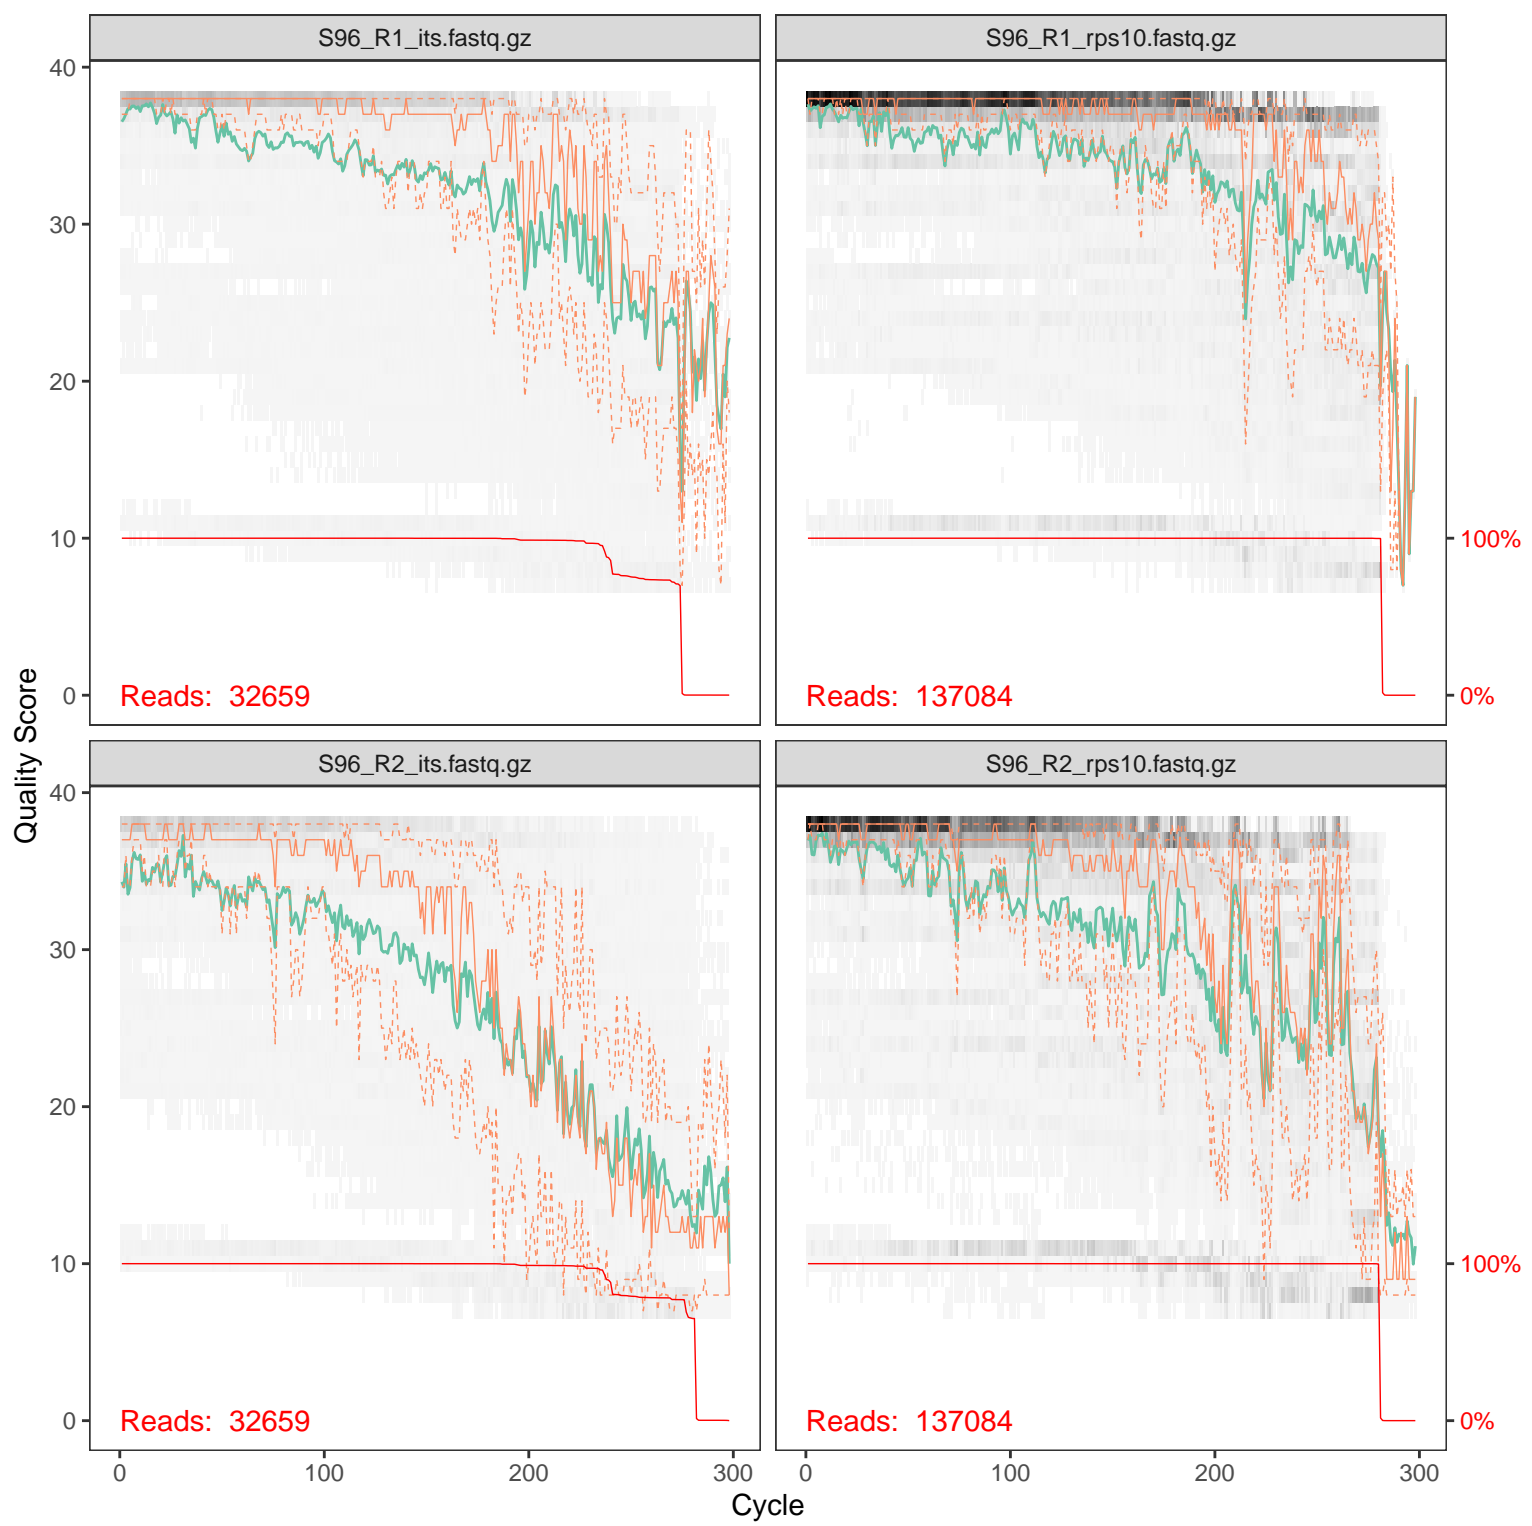 S96_R1_its.fastq.gz
S96_R1_rps10.fastq.gz
40
30
20
10
0
100%
0%
Reads: 32659
Reads: 137084
Quality Score
S96_R2_its.fastq.gz
S96_R2_rps10.fastq.gz
40
30
20
10
0
100%
0%
Reads: 32659
Reads: 137084
0
100
200
300
0
100
200
300
Cycle